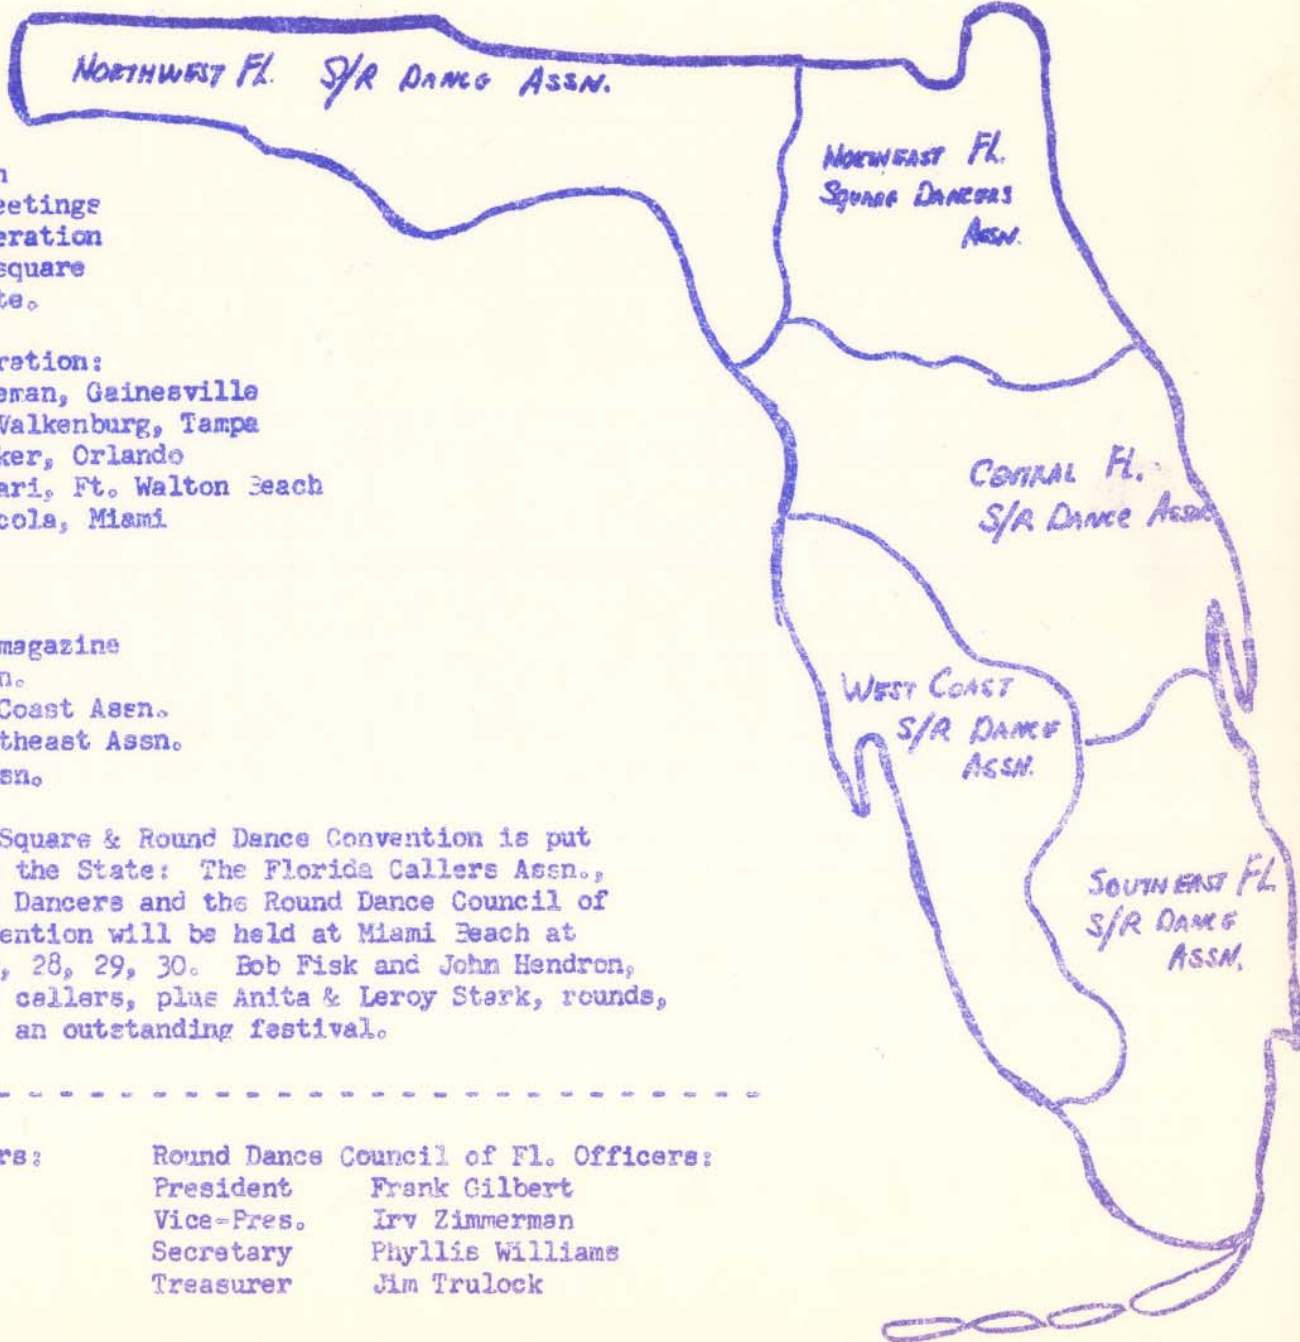 NORTHWEST FL. S/R DANCE ASSN.
NORTHEAST FL.
SQUARE DANCERS
ASSN.
n
eetings
eration
square
te.
ration:
eman, Gainesville
Valkenburg, Tampa
ker, Orlando
ari, Ft. Walton Beach
cola, Miami
CENTRAL FL.
S/R DANCE ASSN.
magazine
n.
Coast Assn.
theast Assn.
sn.
WEST COAST
S/R DANCE
ASSN.
Square & Round Dance Convention is put
the State: The Florida Callers Assn.,
Dancers and the Round Dance Council of
ention will be held at Miami Beach at
, 28, 29, 30. Bob Fisk and John Hendron,
callers, plus Anita & Leroy Stark, rounds,
an outstanding festival.
SOUTHEAST FL
S/R DANCE
ASSN.
rs:
Round Dance Council of Fl. Officers:
President Frank Gilbert
Vice-Pres. Irv Zimmerman
Secretary Phyllis Williams
Treasurer Jim Trulock